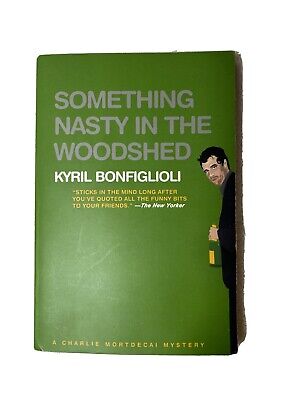 SOMETHING
NASTY IN THE
WOODSHED
KYRIL BONFIGLIOLI
"STICKS IN THE MIND LONG AFTER
YOU'VE QUOTED ALL THE FUNNY BITS
TO YOUR FRIENDS." —The New Yorker
A CHARLIE MORTDECAI MYSTERY